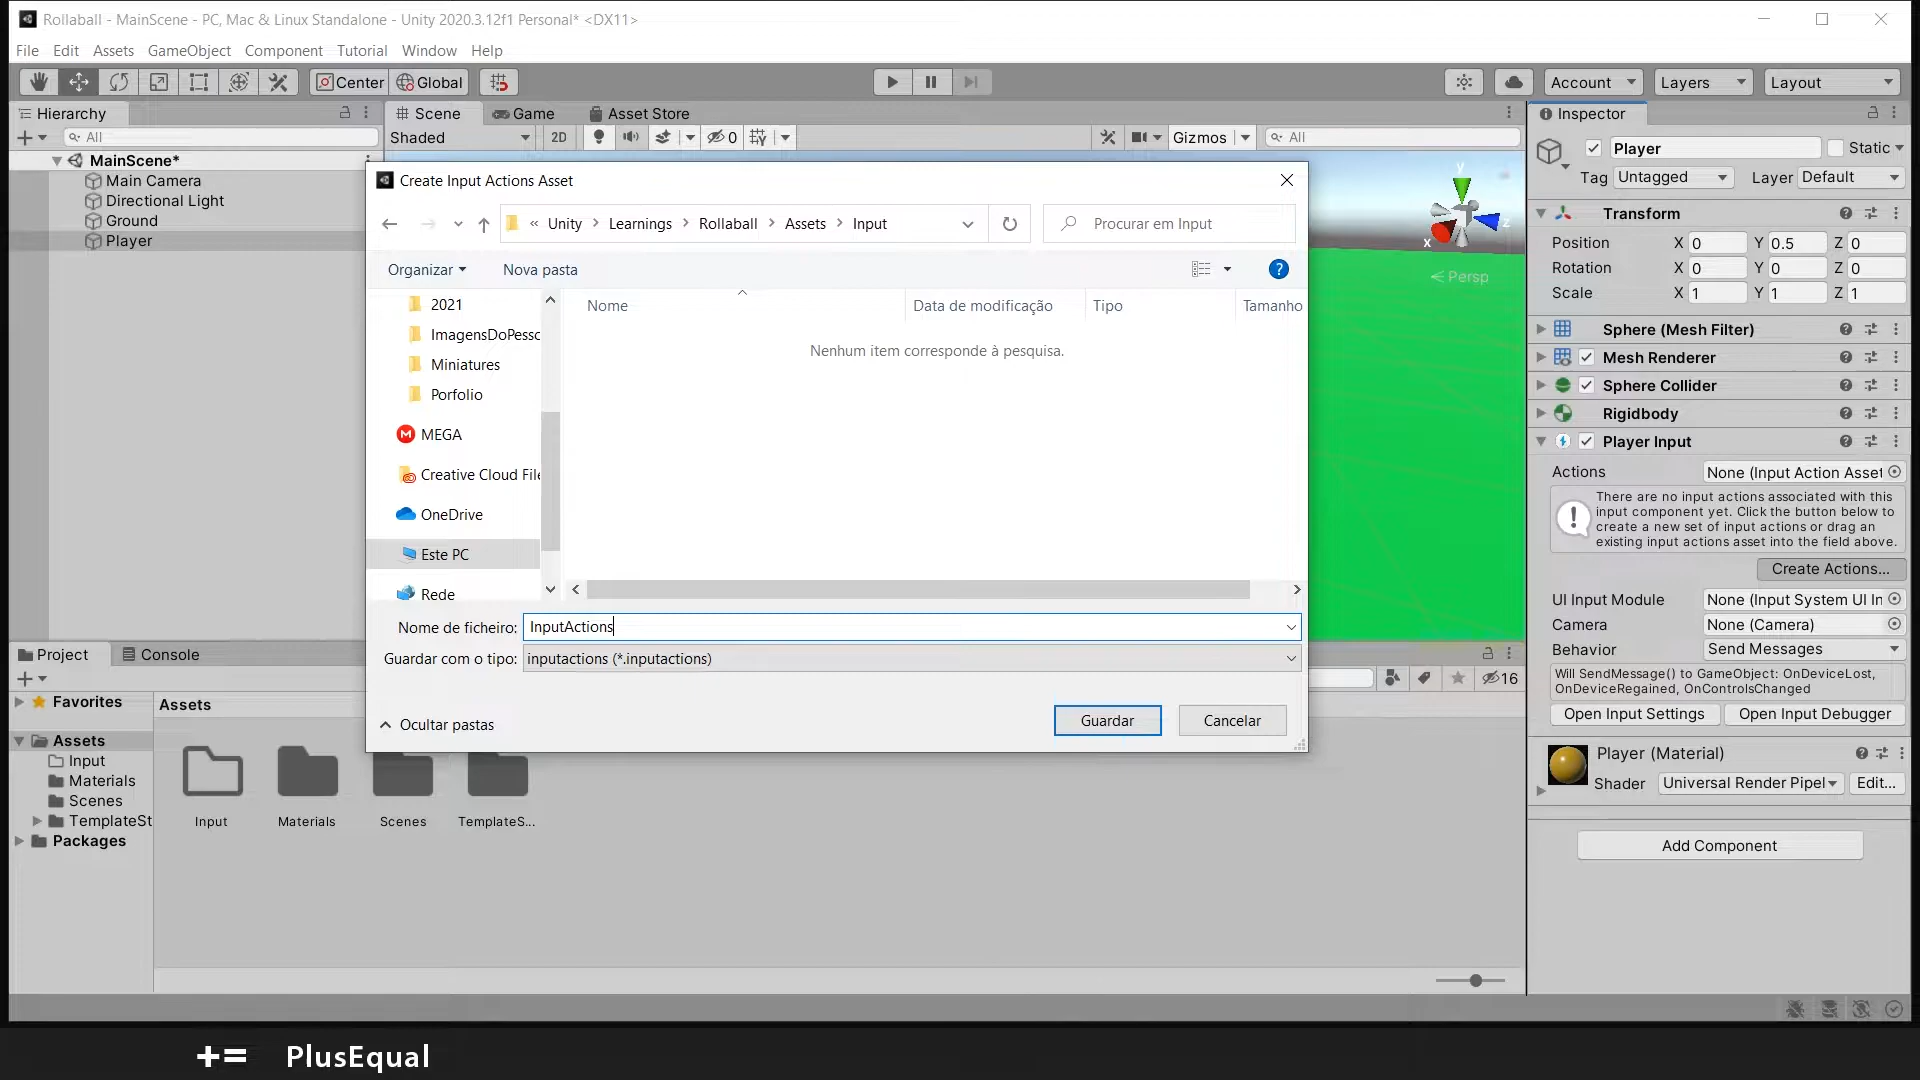 Rollaball - MainScene - PC, Mac & Linux Standalone - Unity 2020.3.12f1 Personal* <DX11>
File Edit Assets GameObject Component Tutorial Window Help
Center Global Account Layers Layout
Hierarchy
All
MainScene*
Main Camera
Directional Light
Ground
Player
Scene Game Asset Store
Shaded 2D 0 Gizmos All
y
x
z
Persp
Create Input Actions Asset
« Unity Learnings Rollaball Assets Input
Procurar em Input
Organizar Nova pasta
2021
ImagensDoPesso
Miniatures
Porfolio
MEGA
Creative Cloud File
OneDrive
Este PC
Rede
Nome Data de modificação Tipo Tamanho
Nenhum item corresponde à pesquisa.
Nome de ficheiro: InputActions
Guardar com o tipo: inputactions (*.inputactions)
Ocultar pastas
Guardar Cancelar
Inspector
Player Static
Tag Untagged Layer Default
Transform
Position X 0 Y 0.5 Z 0
Rotation X 0 Y 0 Z 0
Scale X 1 Y 1 Z 1
Sphere (Mesh Filter)
Mesh Renderer
Sphere Collider
Rigidbody
Player Input
Actions None (Input Action Asset
There are no input actions associated with this
input component yet. Click the button below to
create a new set of input actions or drag an
existing input actions asset into the field above.
Create Actions...
UI Input Module None (Input System UI In
Camera None (Camera)
Behavior Send Messages
Will SendMessage() to GameObject: OnDeviceLost,
OnDeviceRegained, OnControlsChanged
Open Input Settings Open Input Debugger
Player (Material)
Shader Universal Render Pipel Edit...
Add Component
Project Console
16
Favorites
Assets
Input
Materials
Scenes
TemplateSt
Packages
Assets
Input Materials Scenes TemplateS...
+= PlusEqual